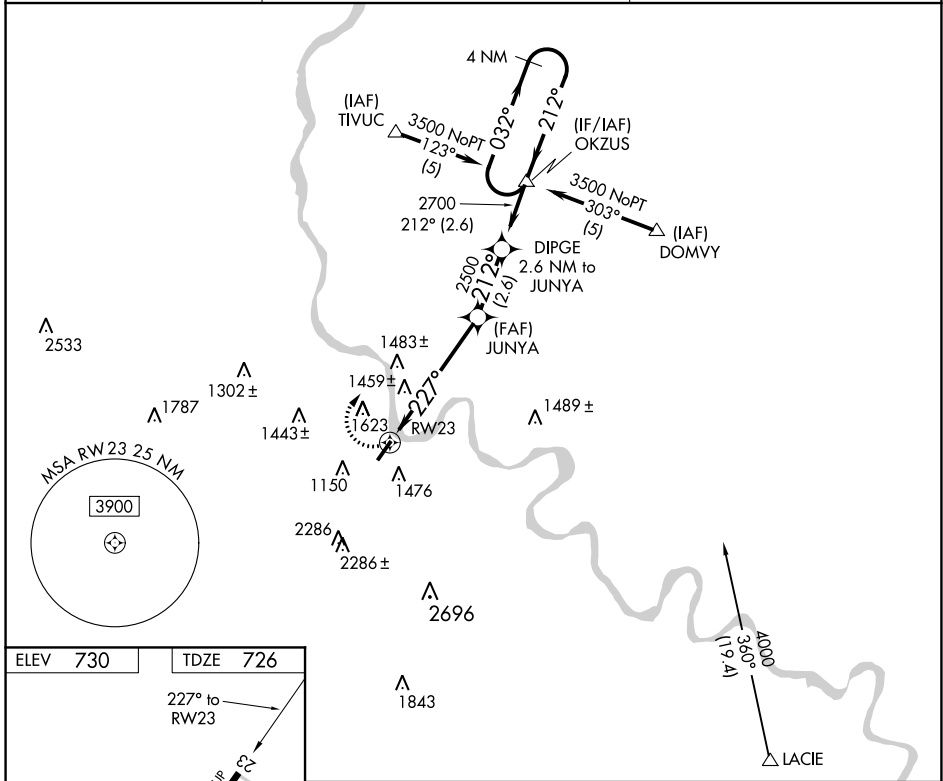 4 NM
032°
212°
(IAF)
TIVUC
3500 NoPT
123°
(5)
(IF/IAF)
OKZUS
3500 NoPT
303°
(5)
(IAF)
DOMVY
2700
212° (2.6)
DIPGE
2.6 NM to
JUNYA
2500
212°
(2.6)
(FAF)
JUNYA
2533
1483±
1302±
1459±
227°
1787
1443±
1623
RW23
1489±
MSA RW23 25 NM
3900
1150
1476
2286
2286±
2696
1843
4000
360°
(19.4)
LACIE
ELEV 730
TDZE 726
227° to
RW23
23
UP